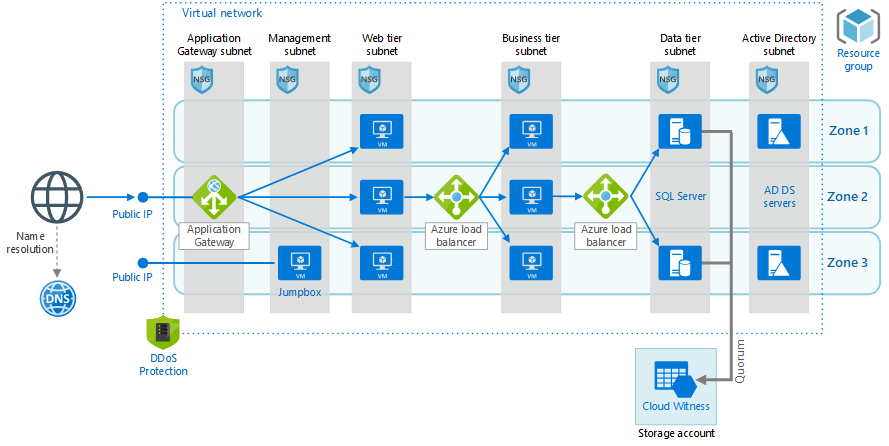 Virtual network
Application
Gateway subnet
Management
subnet
Web tier
subnet
Business tier
subnet
Data tier
subnet
Active Directory
subnet
Resource
group
NSG
NSG
NSG
NSG
NSG
NSG
VM
VM
Zone 1
Public IP
Application
Gateway
VM
Azure load
balancer
VM
Azure load
balancer
SQL Server
AD DS
servers
Zone 2
Name
resolution
DNS
Public IP
VM
Jumpbox
VM
VM
Zone 3
DDoS
Protection
Quorum
Cloud Witness
Storage account